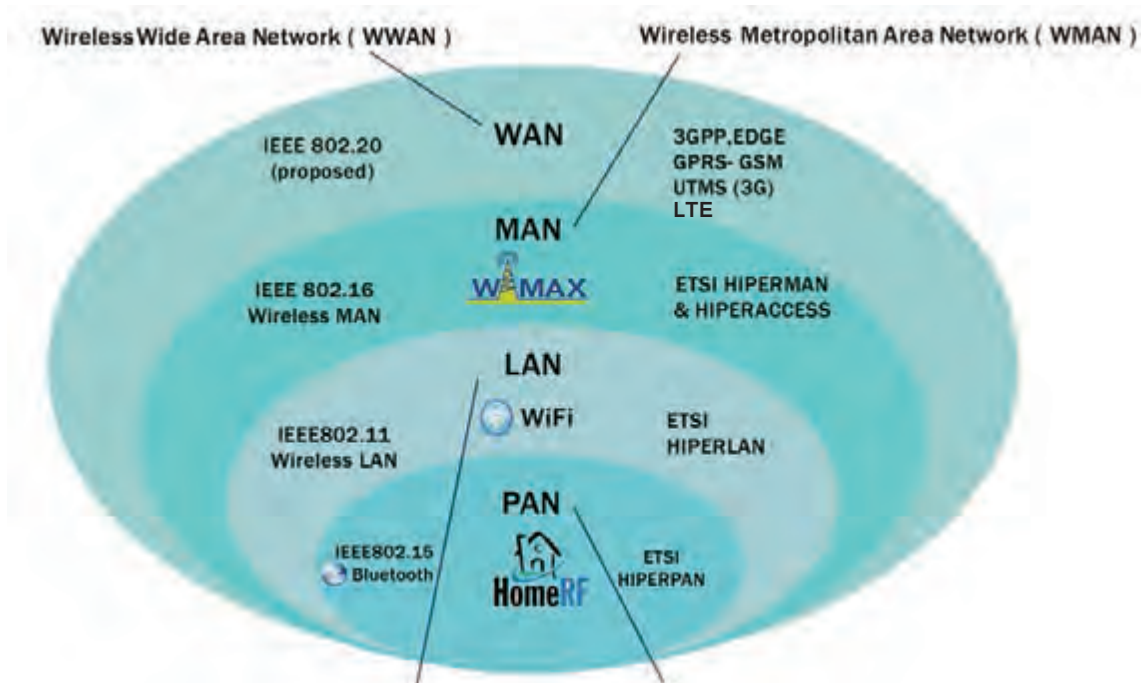 Wireless Wide Area Network ( WWAN )
Wireless Metropolitan Area Network ( WMAN )
WAN
IEEE 802.20
(proposed)
3GPP,EDGE
GPRS- GSM
UTMS (3G)
LTE
MAN
WiMAX
IEEE 802.16
Wireless MAN
ETSI HIPERMAN
& HIPERACCESS
LAN
WiFi
IEEE802.11
Wireless LAN
ETSI
HIPERLAN
PAN
HomeRF
IEEE802.15
Bluetooth
ETSI
HIPERPAN